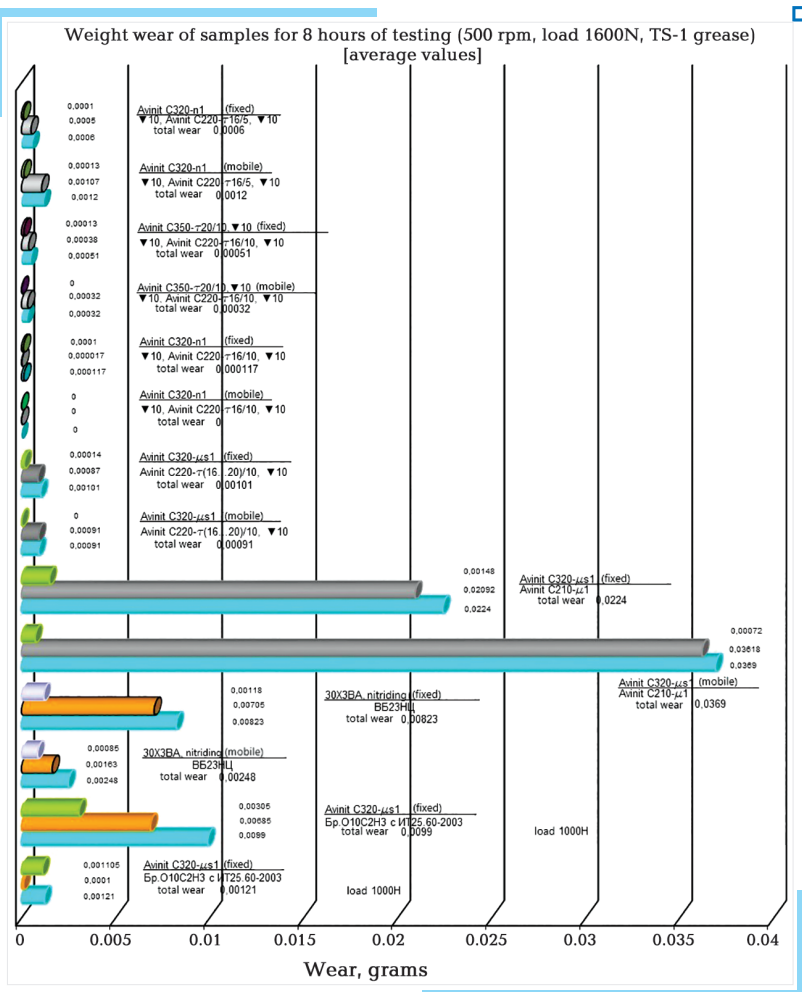 Weight wear of samples for 8 hours of testing (500 rpm, load 1600N, TS-1 grease)
[average values]
0,0001
0,0005
0,0006
Avinit C320-n1 (fixed)
▼10, Avinit C220-τ16/5, ▼10
total wear 0,0006
0,00013
0,00107
0,0012
Avinit C320-n1 (mobile)
▼10, Avinit C220-τ16/5, ▼10
total wear 0,0012
0,00013
0,00038
0,00051
Avinit C350-τ20/10,▼10 (fixed)
▼10, Avinit C220-τ16/10, ▼10
total wear 0,00051
0
0,00032
0,00032
Avinit C350-τ20/10,▼10 (mobile)
▼10, Avinit C220-τ16/10, ▼10
total wear 0,00032
0,0001
0,000017
0,000117
Avinit C320-n1 (fixed)
▼10, Avinit C220-τ16/10, ▼10
total wear 0,000117
0
0
0
Avinit C320-n1 (mobile)
▼10, Avinit C220-τ16/10, ▼10
total wear 0
0,00014
0,00087
0,00101
Avinit C320-μs1 (fixed)
Avinit C220-τ(16...20)/10, ▼10
total wear 0,00101
0
0,00091
0,00091
Avinit C320-μs1 (mobile)
Avinit C220-τ(16...20)/10, ▼10
total wear 0,00091
0,00148
0,02092
0,0224
Avinit C320-μs1 (fixed)
Avinit C210-μ1
total wear 0,0224
0,00072
0,03618
0,0369
Avinit C320-μs1 (mobile)
Avinit C210-μ1
total wear 0,0369
0,00118
0,00705
0,00823
30X3BA, nitriding (fixed)
ВБ23НЦ
total wear 0,00823
0,00085
0,00163
0,00248
30X3BA, nitriding (mobile)
ВБ23НЦ
total wear 0,00248
0,00305
0,00685
0,0099
Avinit C320-μs1 (fixed)
Бр.О10С2Н3 с ИТ25.60-2003
total wear 0,0099
load 1000H
0,001105
0,0001
0,00121
Avinit C320-μs1 (fixed)
Бр.О10С2Н3 с ИТ25.60-2003
total wear 0,00121
load 1000H
0 0.005 0.01 0.015 0.02 0.025 0.03 0.035 0.04
Wear, grams